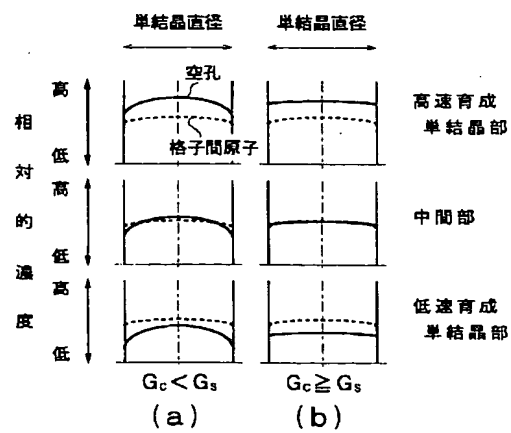 単結晶直径
単結晶直径
空孔
格子間原子
相対的濃度
高
低
高速育成
単結晶部
高
低
中間部
高
低
低速育成
単結晶部
Gc<Gs
Gc≧Gs
(a)
(b)